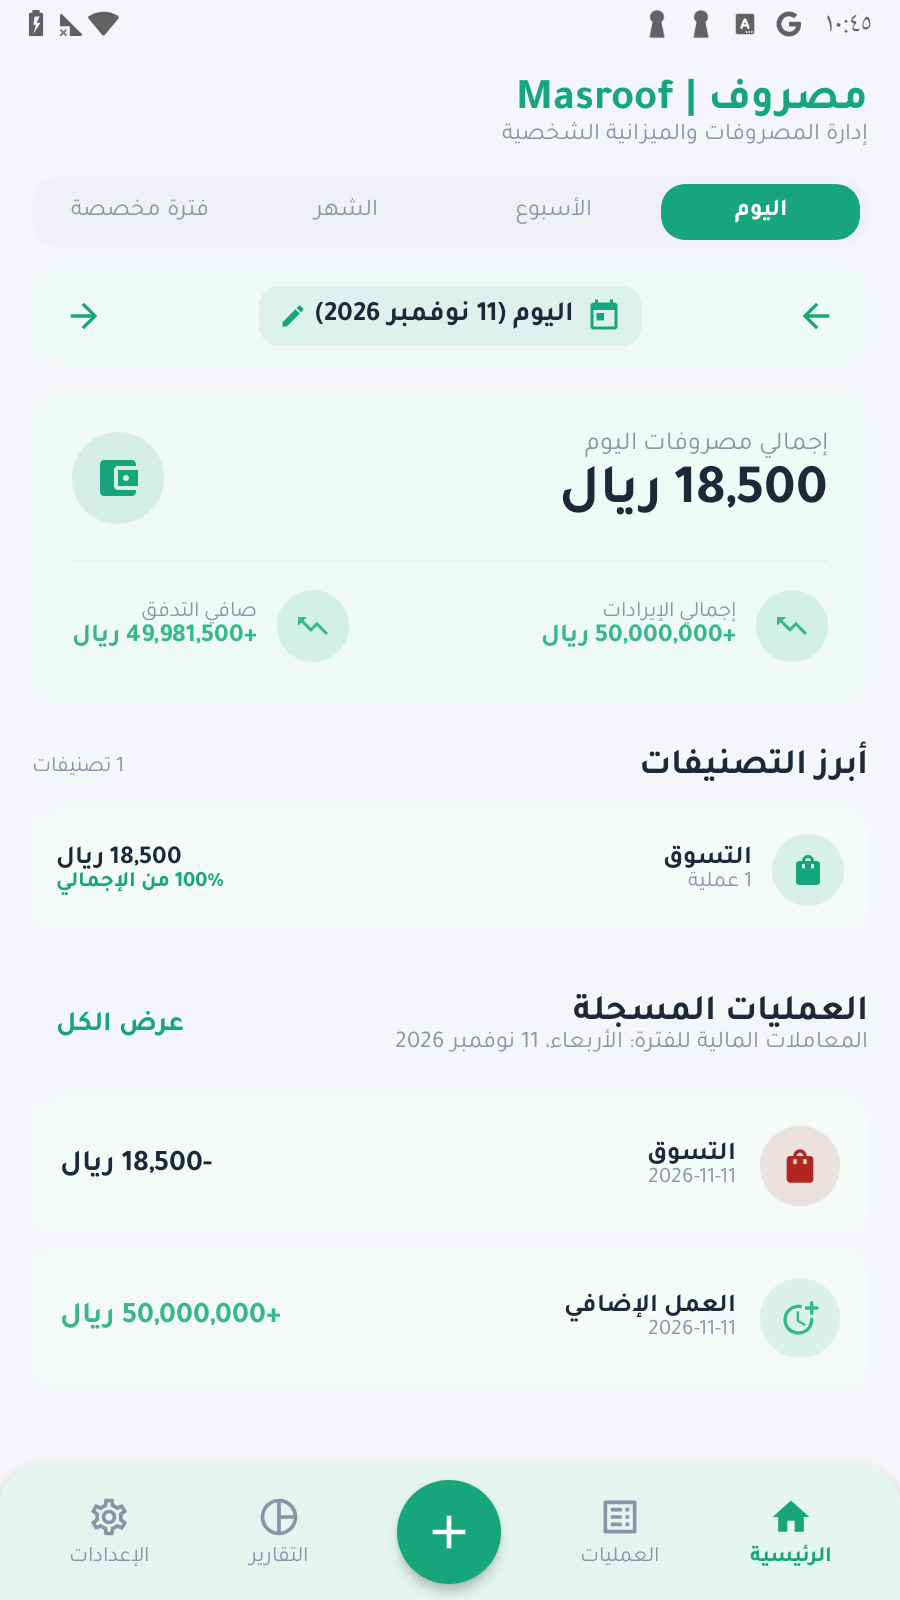 ١٠:٤٥
مصروف | Masroof
إدارة المصروفات والميزانية الشخصية
اليوم
الأسبوع
الشهر
فترة مخصصة
اليوم (11 نوفمبر 2026)
إجمالي مصروفات اليوم
18,500 ريال
إجمالي الإيرادات
+50,000,000 ريال
صافي التدفق
+49,981,500 ريال
أبرز التصنيفات
1 تصنيفات
التسوق
1 عملية
18,500 ريال
100% من الإجمالي
العمليات المسجلة
المعاملات المالية للفترة: الأربعاء، 11 نوفمبر 2026
عرض الكل
التسوق
2026-11-11
-18,500 ريال
العمل الإضافي
2026-11-11
+50,000,000 ريال
الرئيسية
العمليات
التقارير
الإعدادات